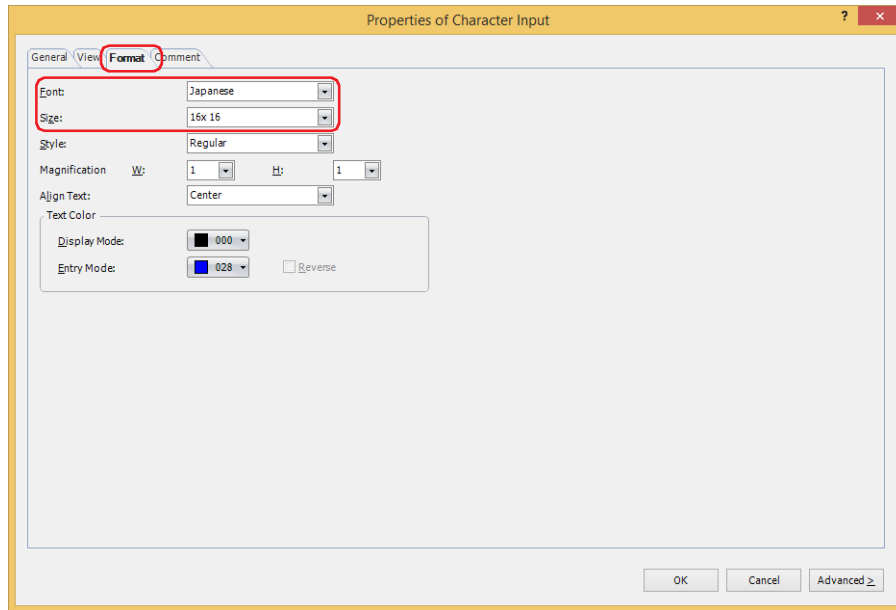 Properties of Character Input
? ×
General View Format Comment
Font: Japanese
Size: 16x 16
Style: Regular
Magnification W: 1 H: 1
Align Text: Center
Text Color
Display Mode: 000
Entry Mode: 028 Reverse
OK Cancel Advanced >